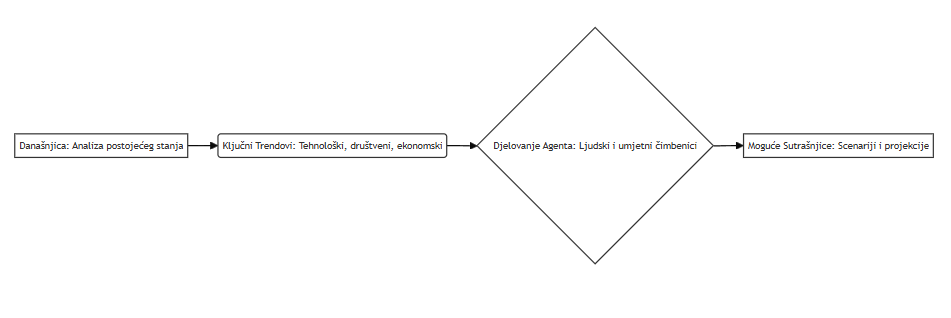 Današnjica: Analiza postojećeg stanja
Ključni Trendovi: Tehnološki, društveni, ekonomski
Djelovanje Agenta: Ljudski i umjetni čimbenici
Moguće Sutrašnjice: Scenariji i projekcije